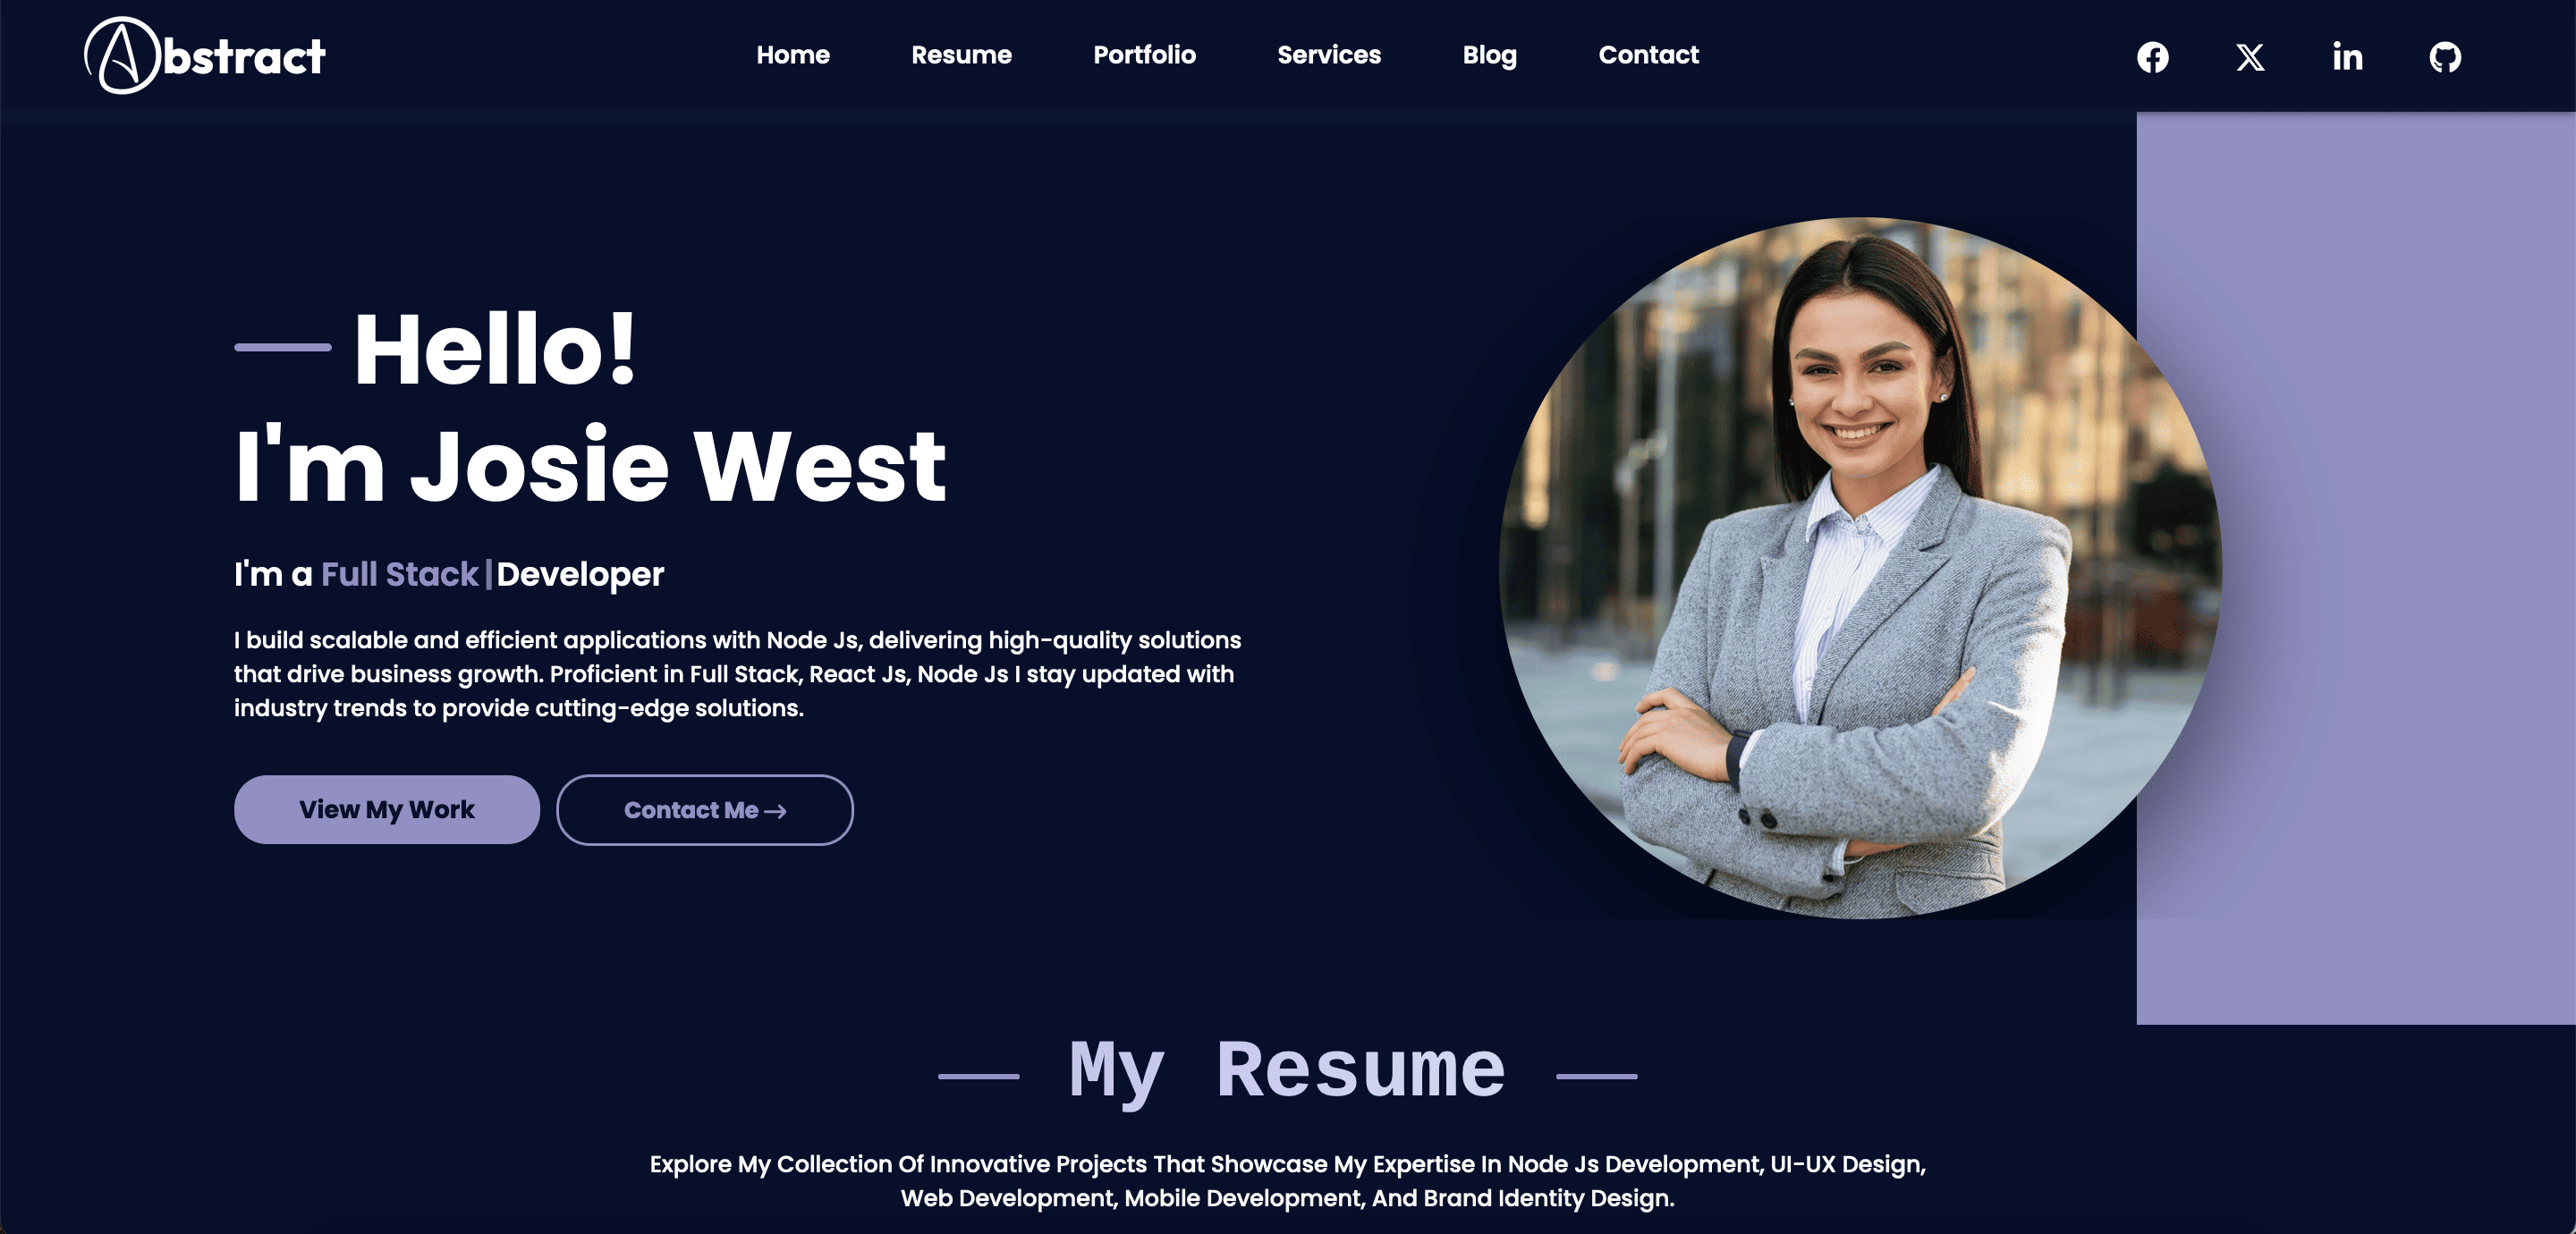 Abstract
Home Resume Portfolio Services Blog Contact
Hello!
I'm Josie West
I'm a Full Stack|Developer
I build scalable and efficient applications with Node Js, delivering high-quality solutions
that drive business growth. Proficient in Full Stack, React Js, Node Js I stay updated with
industry trends to provide cutting-edge solutions.
View My Work
Contact Me →
My Resume
Explore My Collection Of Innovative Projects That Showcase My Expertise In Node Js Development, UI-UX Design,
Web Development, Mobile Development, And Brand Identity Design.